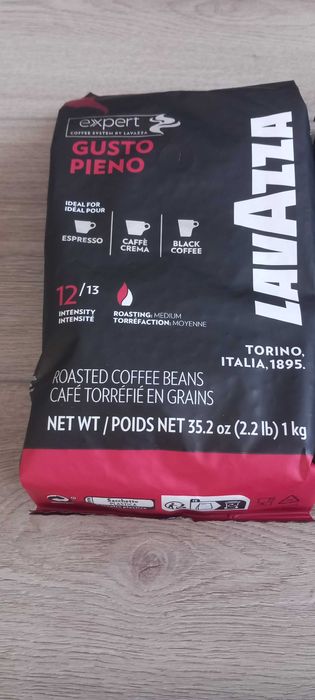 expert
COFFEE SYSTEM BY LAVAZZA
GUSTO
PIENO
IDEAL FOR
IDÉAL POUR
ESPRESSO
CAFFÈ
CREMA
BLACK
COFFEE
12/13
INTENSITY
INTENSITÉ
ROASTING: MEDIUM
TORRÉFACTION: MOYENNE
LAVAZZA
TORINO,
ITALIA, 1895.
ROASTED COFFEE BEANS
CAFÉ TORRÉFIÉ EN GRAINS
NET WT / POIDS NET 35.2 oz (2.2 lb) 1 kg
Sacchetto